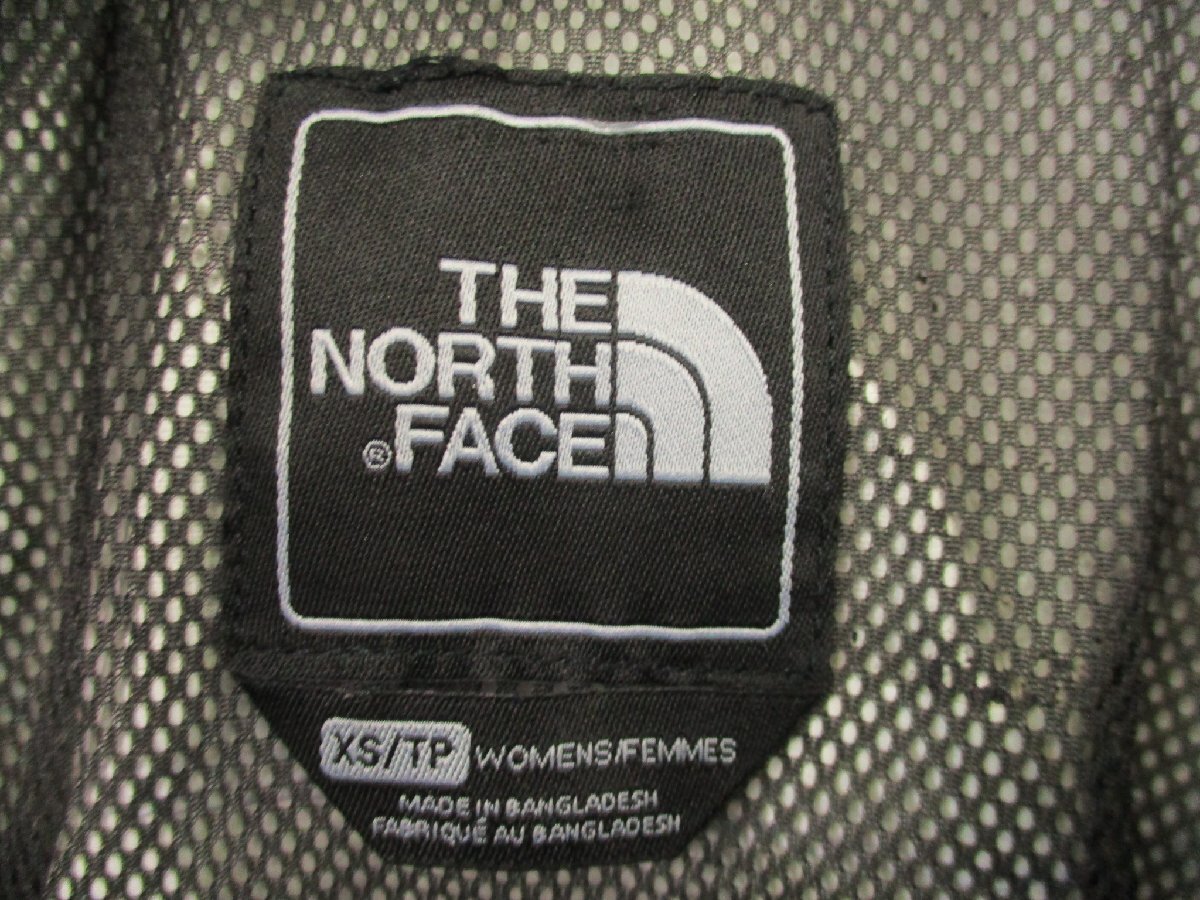 THE
NORTH
® FACE
XS/TP WOMENS/FEMMES
MADE IN BANGLADESH
FABRIQUÉ AU BANGLADESH